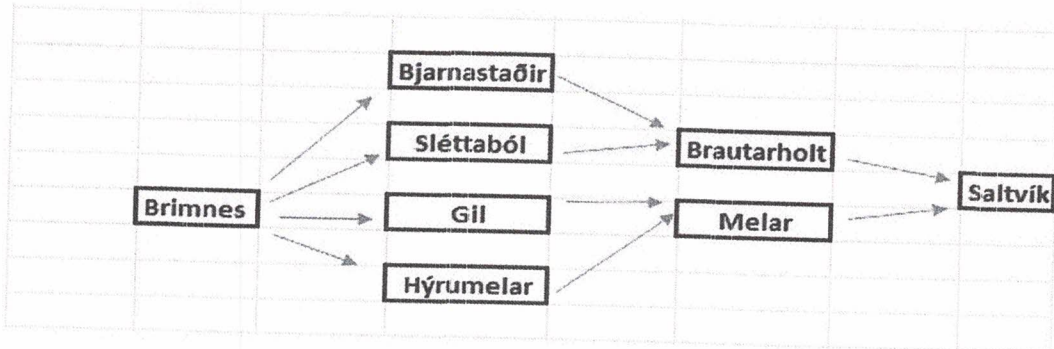 Brimnes
Bjarnastaðir
Sléttaból
Gil
Hýrumelar
Brautarholt
Melar
Saltvík